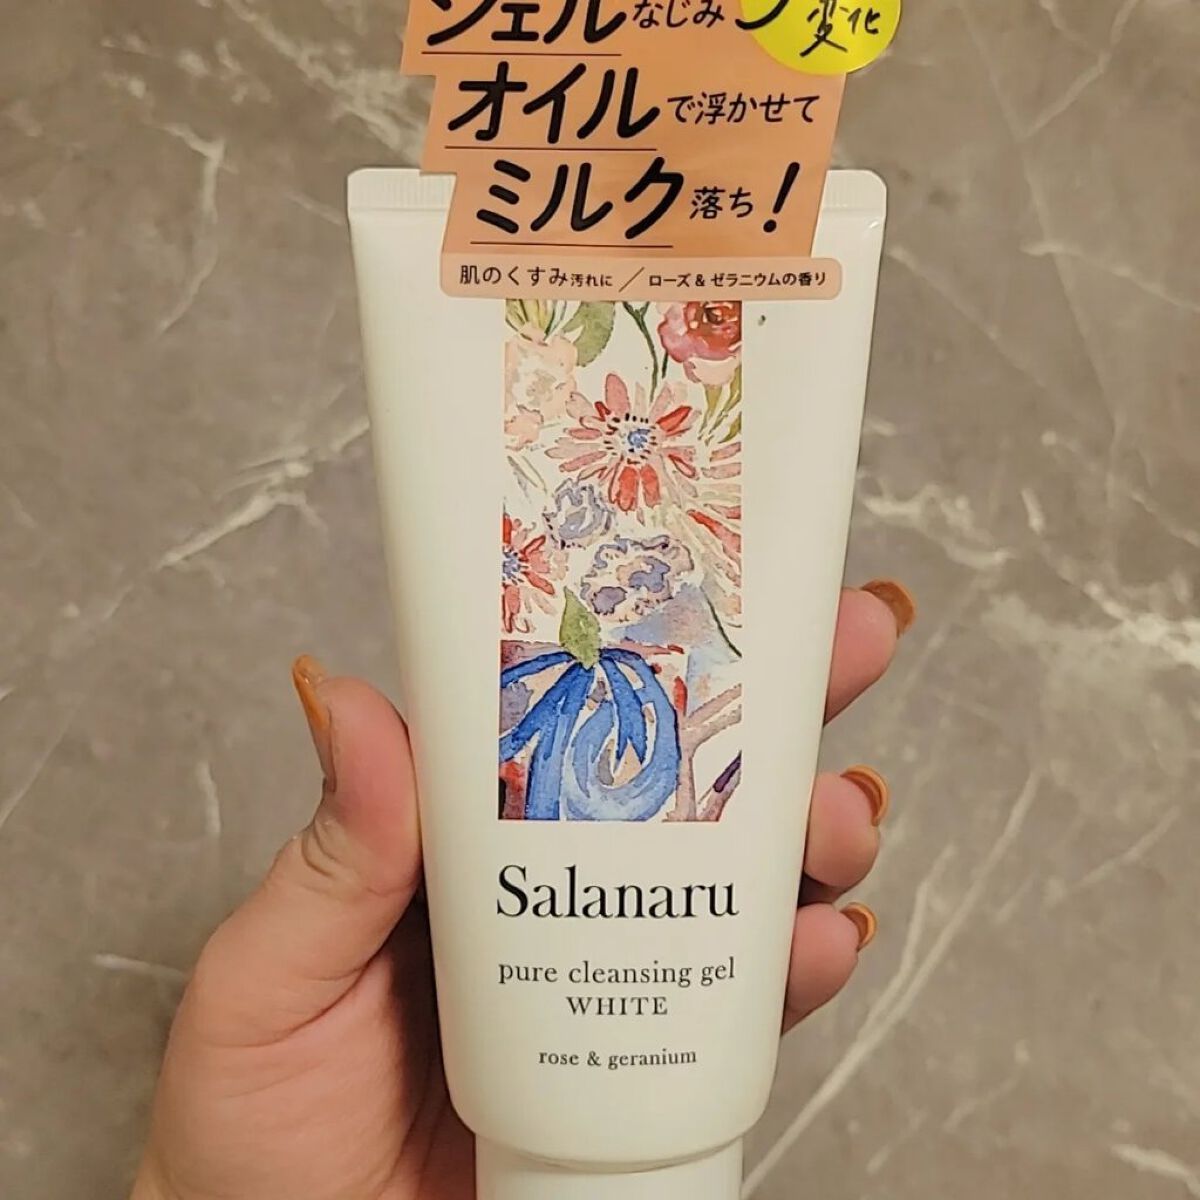 ジェルなじみ
変化
オイルで浮かせて
ミルク落ち!
肌のくすみ汚れに／ローズ&ゼラニウムの香り
Salanaru
pure cleansing gel
WHITE
rose & geranium